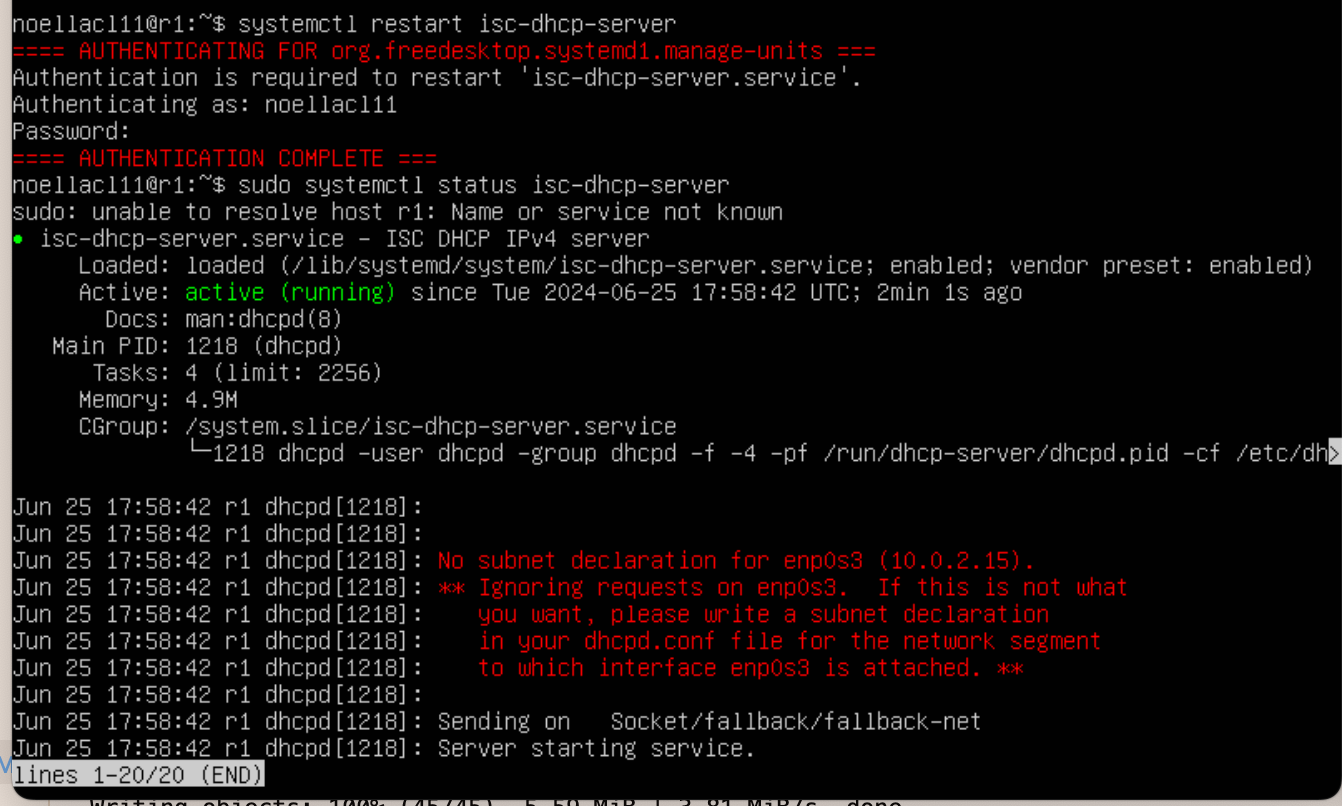 noellacl11@r1:~$ systemctl restart isc-dhcp-server
==== AUTHENTICATING FOR org.freedesktop.systemd1.manage-units ===
Authentication is required to restart 'isc-dhcp-server.service'.
Authenticating as: noellacl11
Password:
==== AUTHENTICATION COMPLETE ===
noellacl11@r1:~$ sudo systemctl status isc-dhcp-server
sudo: unable to resolve host r1: Name or service not known
● isc-dhcp-server.service - ISC DHCP IPv4 server
Loaded: loaded (/lib/systemd/system/isc-dhcp-server.service; enabled; vendor preset: enabled)
Active: active (running) since Tue 2024-06-25 17:58:42 UTC; 2min 1s ago
Docs: man:dhcpd(8)
Main PID: 1218 (dhcpd)
Tasks: 4 (limit: 2256)
Memory: 4.9M
CGroup: /system.slice/isc-dhcp-server.service
└─1218 dhcpd -user dhcpd -group dhcpd -f -4 -pf /run/dhcp-server/dhcpd.pid -cf /etc/dh>
Jun 25 17:58:42 r1 dhcpd[1218]:
Jun 25 17:58:42 r1 dhcpd[1218]:
Jun 25 17:58:42 r1 dhcpd[1218]: No subnet declaration for enp0s3 (10.0.2.15).
Jun 25 17:58:42 r1 dhcpd[1218]: ** Ignoring requests on enp0s3.  If this is not what
Jun 25 17:58:42 r1 dhcpd[1218]:    you want, please write a subnet declaration
Jun 25 17:58:42 r1 dhcpd[1218]:    in your dhcpd.conf file for the network segment
Jun 25 17:58:42 r1 dhcpd[1218]:    to which interface enp0s3 is attached. **
Jun 25 17:58:42 r1 dhcpd[1218]:
Jun 25 17:58:42 r1 dhcpd[1218]: Sending on   Socket/fallback/fallback-net
Jun 25 17:58:42 r1 dhcpd[1218]: Server starting service.
lines 1-20/20 (END)
Writing objects: 100% (45/45), 5.59 MiB | 3.81 MiB/s, done.